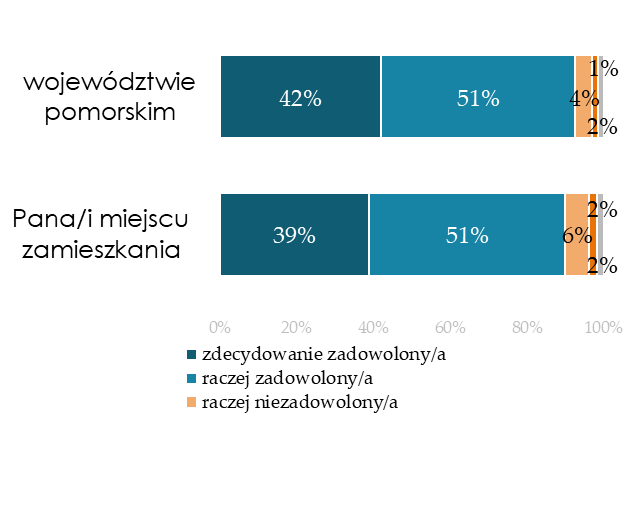 województwie
pomorskim
42%
51%
4%
1%
2%
Pana/i miejscu
zamieszkania
39%
51%
6%
2%
2%
0% 20% 40% 60% 80% 100%
zdecydowanie zadowolony/a
raczej zadowolony/a
raczej niezadowolony/a